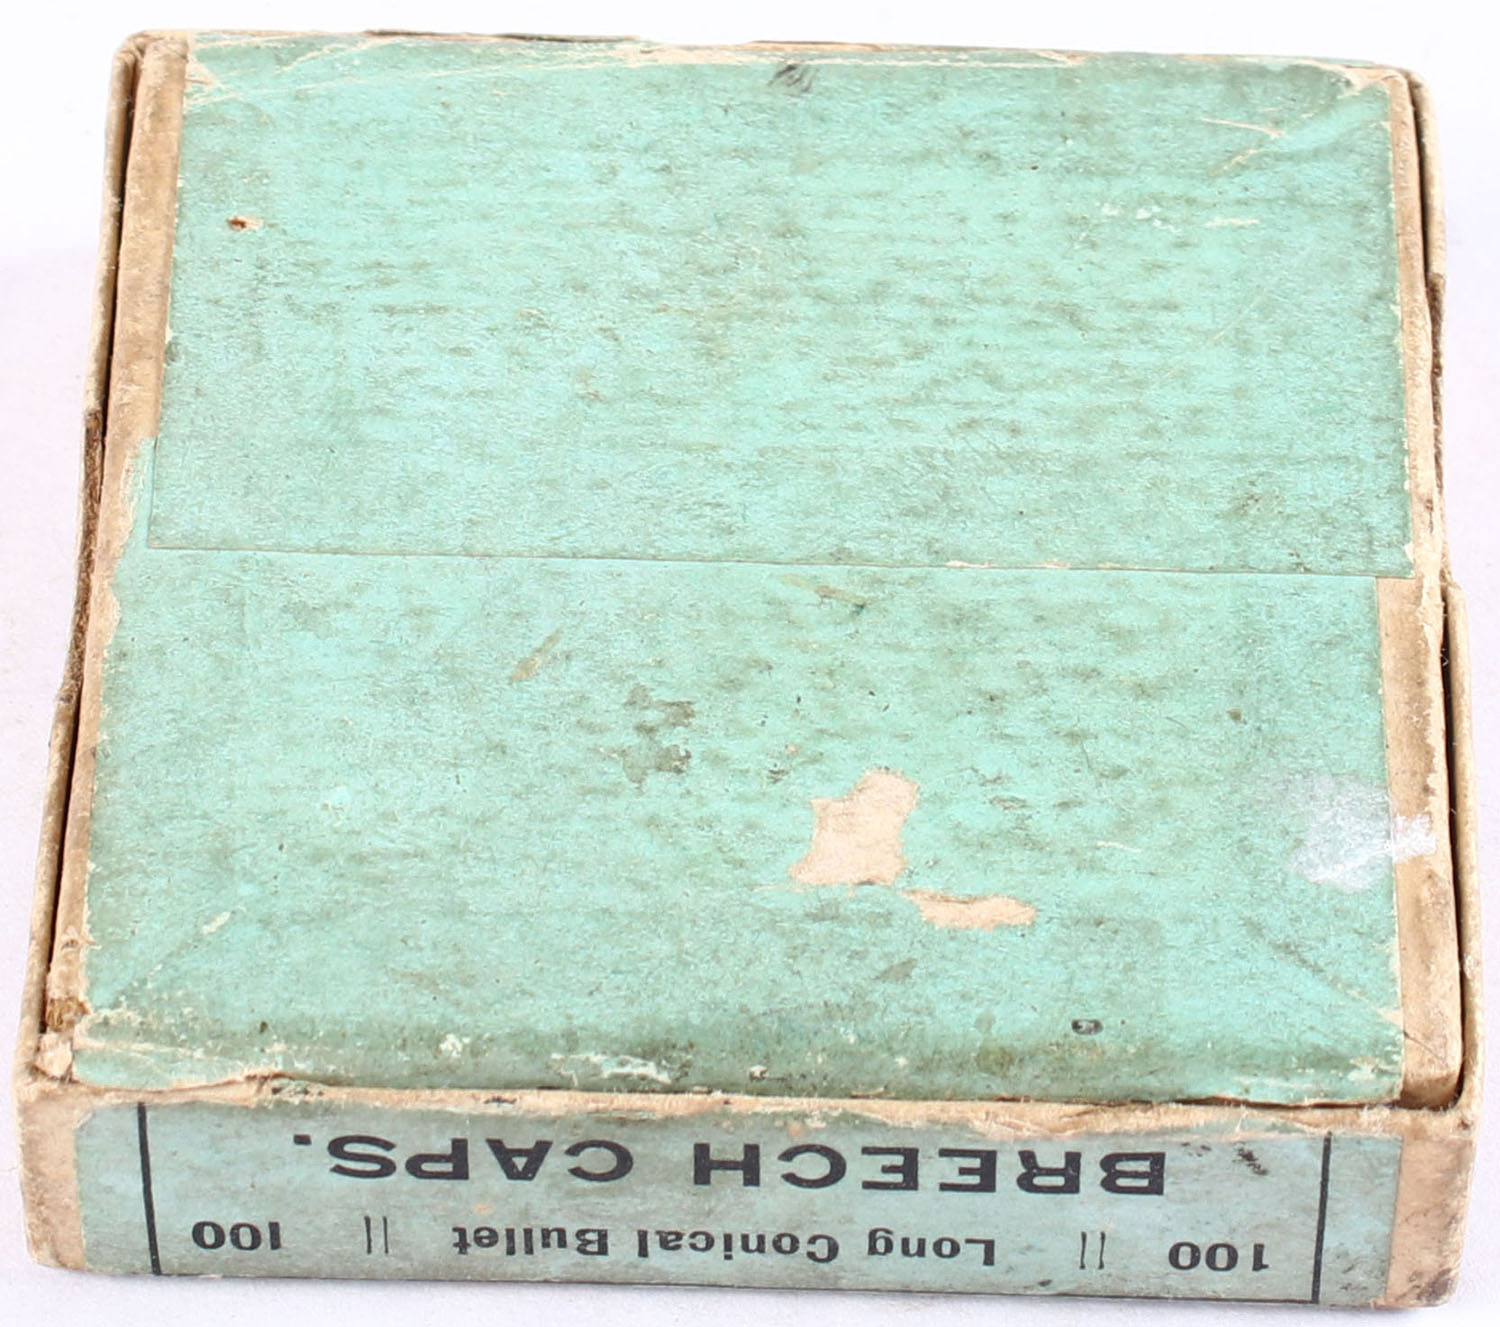 100 || Long Conical Bullet || 100
BREECH CAPS.